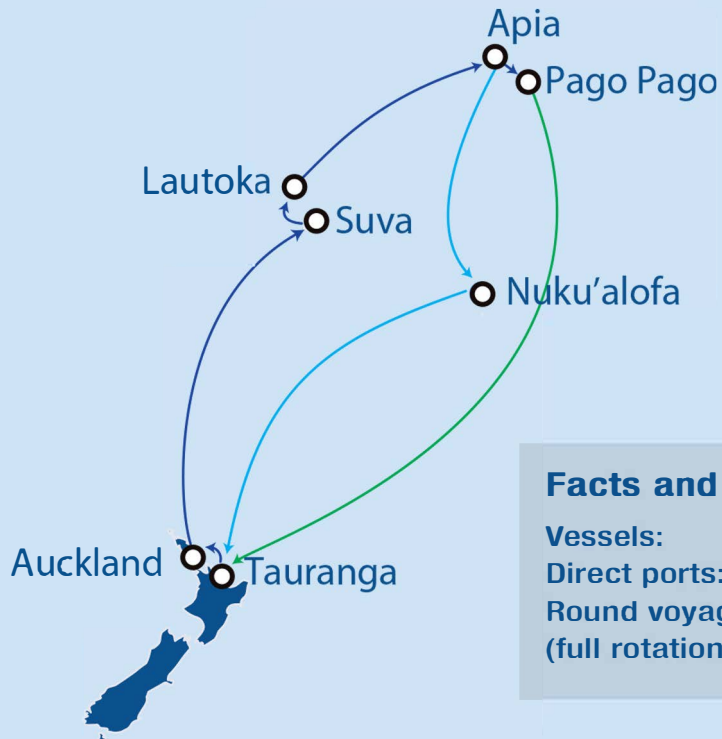 Apia
Pago Pago
Lautoka
Suva
Nuku’alofa
Auckland
Tauranga
Facts and
Vessels:
Direct ports:
Round voyag
(full rotation